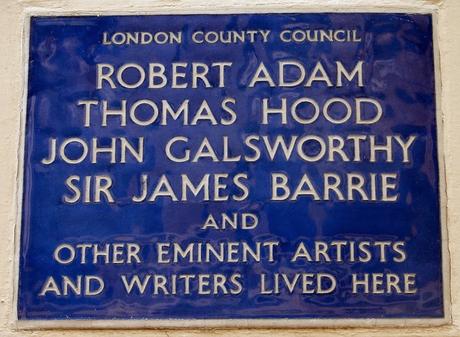 LONDON COUNTY COUNCIL
ROBERT ADAM
THOMAS HOOD
JOHN GALSWORTHY
SIR JAMES BARRIE
AND
OTHER EMINENT ARTISTS
AND WRITERS LIVED HERE